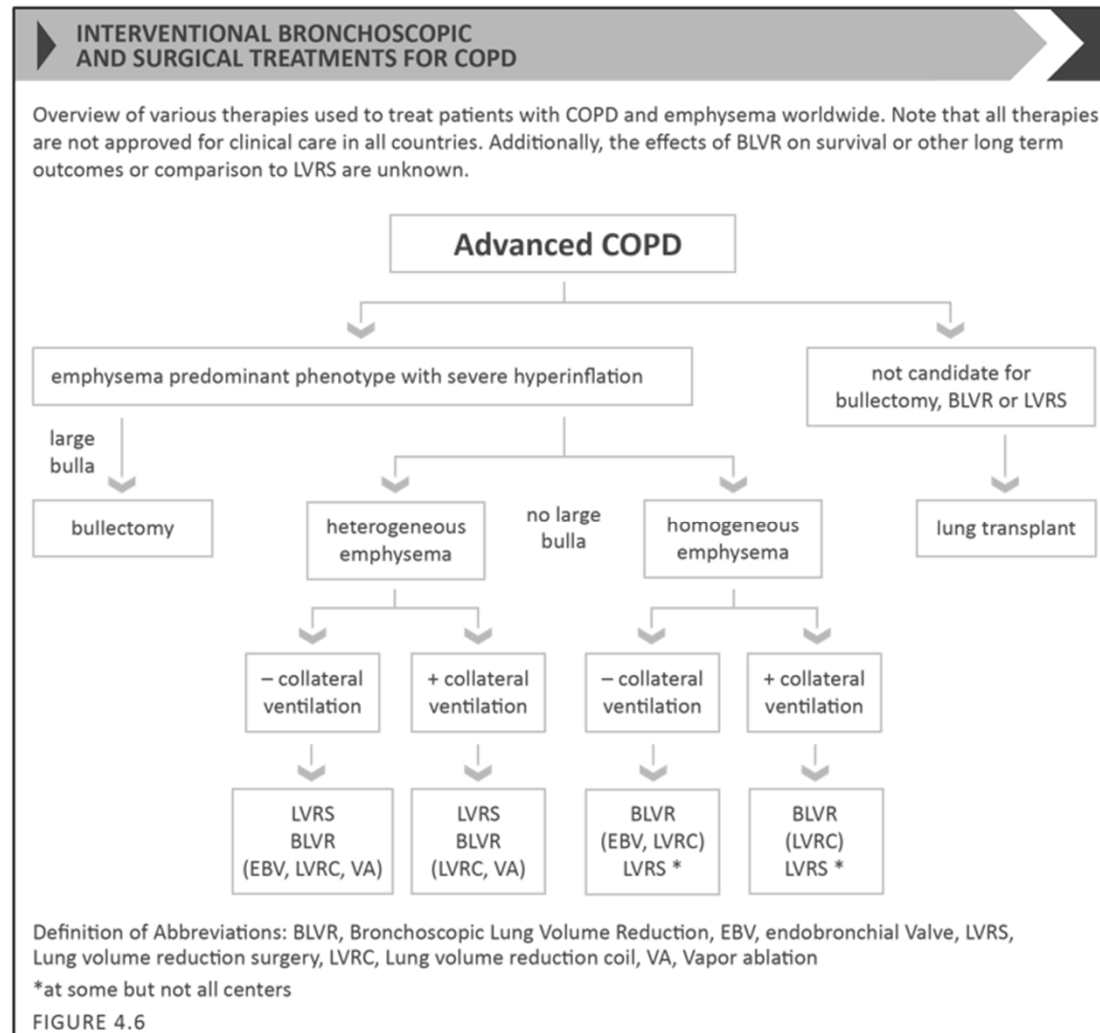 INTERVENTIONAL BRONCHOSCOPIC
AND SURGICAL TREATMENTS FOR COPD
Overview of various therapies used to treat patients with COPD and emphysema worldwide. Note that all therapies
are not approved for clinical care in all countries. Additionally, the effects of BLVR on survival or other long term
outcomes or comparison to LVRS are unknown.
Advanced COPD
emphysema predominant phenotype with severe hyperinflation
not candidate for
bullectomy, BLVR or LVRS
large
bulla
bullectomy
heterogeneous
emphysema
no large
bulla
homogeneous
emphysema
lung transplant
– collateral
ventilation
+ collateral
ventilation
– collateral
ventilation
+ collateral
ventilation
LVRS
BLVR
(EBV, LVRC, VA)
LVRS
BLVR
(LVRC, VA)
BLVR
(EBV, LVRC)
LVRS *
BLVR
(LVRC)
LVRS *
Definition of Abbreviations: BLVR, Bronchoscopic Lung Volume Reduction, EBV, endobronchial Valve, LVRS,
Lung volume reduction surgery, LVRC, Lung volume reduction coil, VA, Vapor ablation
*at some but not all centers
FIGURE 4.6